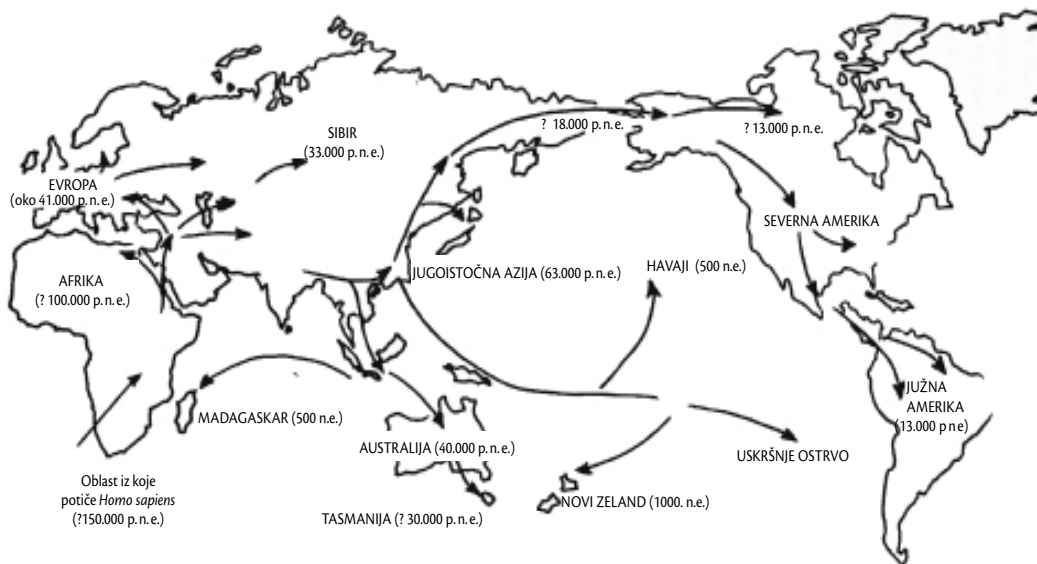 ? 18.000 p. n. e.
? 13.000 p. n. e.
SIBIR
(33.000 p. n. e.)
EVROPA
(oko 41.000 p. n. e.)
SEVERNA AMERIKA
AFRIKA
(? 100.000 p. n. e.)
JUGOISTOČNA AZIJA (63.000 p. n. e.)
HAVAJI (500 n.e.)
JUŽNA
AMERIKA
(13.000 p n e)
MADAGASKAR (500 n.e.)
AUSTRALIJA (40.000 p. n. e.)
USKRŠNJE OSTRVO
Oblast iz koje
potiče Homo sapiens
(?150.000 p. n. e.)
TASMANIJA (? 30.000 p. n. e.)
NOVI ZELAND (1000. n.e.)